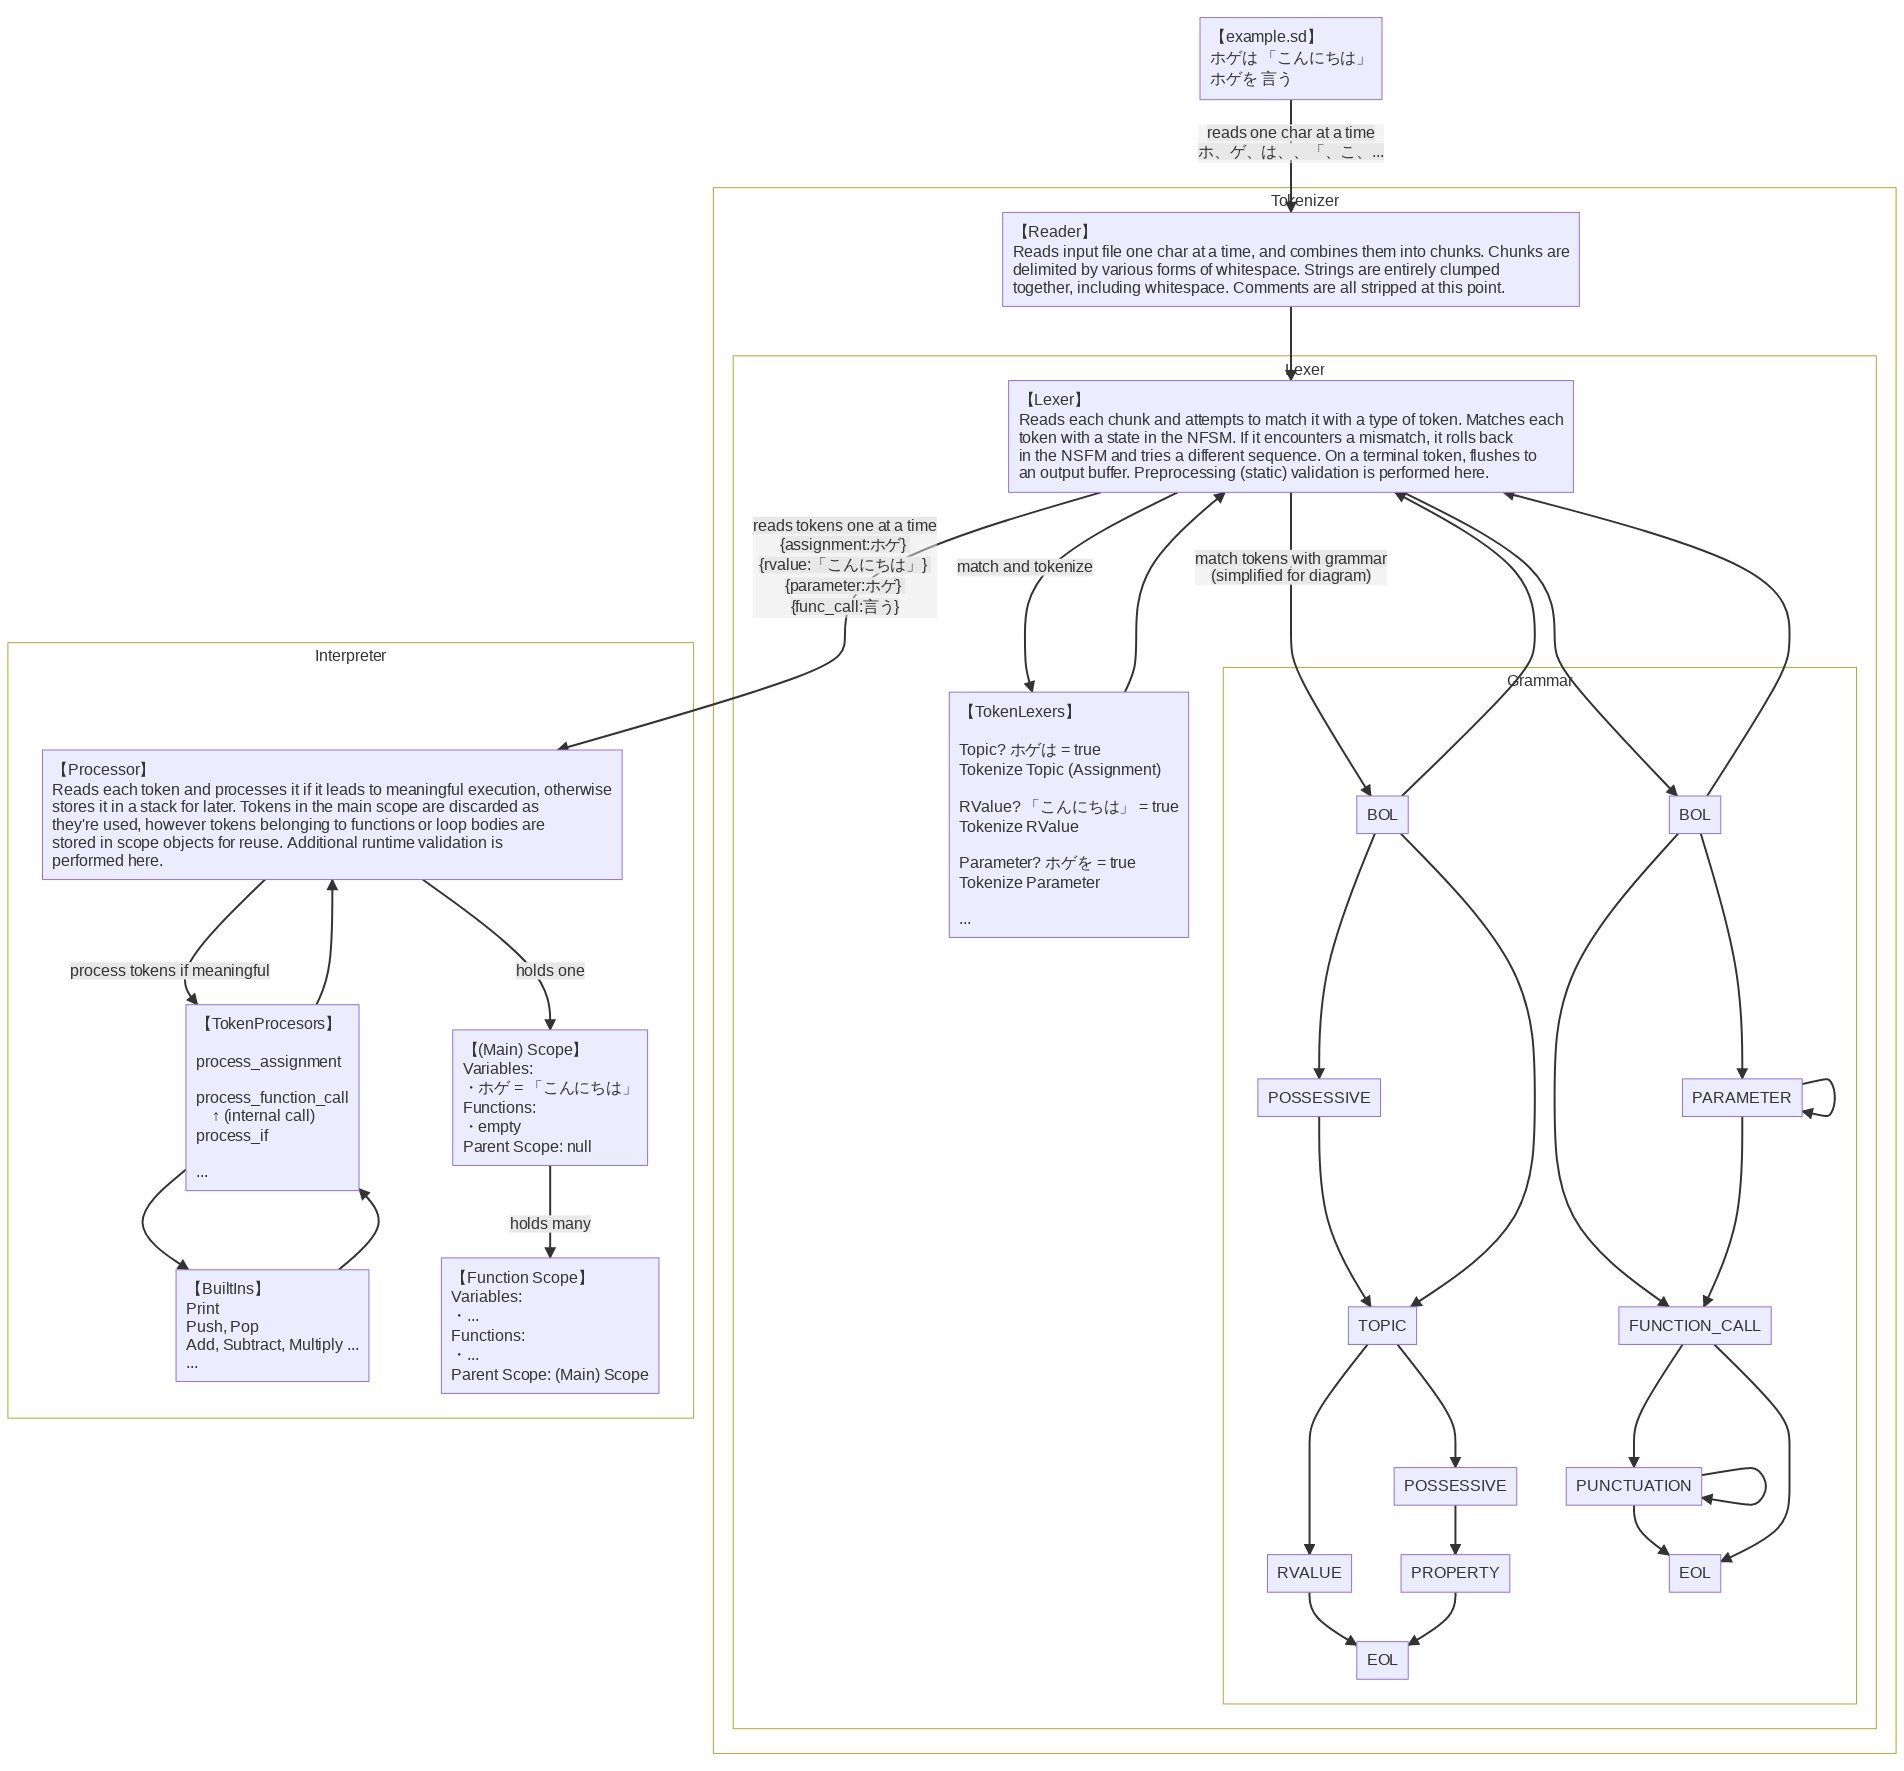 【example.sd】
ホゲは 「こんにちは」
ホゲを 言う
reads one char at a time
ホ、ゲ、は、、「、こ、...
Tokenizer
【Reader】
Reads input file one char at a time, and combines them into chunks. Chunks are
delimited by various forms of whitespace. Strings are entirely clumped
together, including whitespace. Comments are all stripped at this point.
Lexer
【Lexer】
Reads each chunk and attempts to match it with a type of token. Matches each
token with a state in the NFSM. If it encounters a mismatch, it rolls back
in the NSFM and tries a different sequence. On a terminal token, flushes to
an output buffer. Preprocessing (static) validation is performed here.
reads tokens one at a time
{assignment:ホゲ}
{rvalue:「こんにちは」}
{parameter:ホゲ}
{func_call:言う}
match and tokenize
match tokens with grammar
(simplified for diagram)
Interpreter
【Processor】
Reads each token and processes it if it leads to meaningful execution, otherwise
stores it in a stack for later. Tokens in the main scope are discarded as
they're used, however tokens belonging to functions or loop bodies are
stored in scope objects for reuse. Additional runtime validation is
performed here.
process tokens if meaningful
holds one
【TokenProcesors】
process_assignment
process_function_call
↑ (internal call)
process_if
...
【(Main) Scope】
Variables:
・ホゲ = 「こんにちは」
Functions:
・empty
Parent Scope: null
holds many
【BuiltIns】
Print
Push, Pop
Add, Subtract, Multiply ...
...
【Function Scope】
Variables:
・...
Functions:
・...
Parent Scope: (Main) Scope
【TokenLexers】
Topic? ホゲは = true
Tokenize Topic (Assignment)
RValue? 「こんにちは」 = true
Tokenize RValue
Parameter? ホゲを = true
Tokenize Parameter
...
Grammar
BOL
BOL
POSSESSIVE
PARAMETER
TOPIC
FUNCTION_CALL
POSSESSIVE
PUNCTUATION
RVALUE
PROPERTY
EOL
EOL